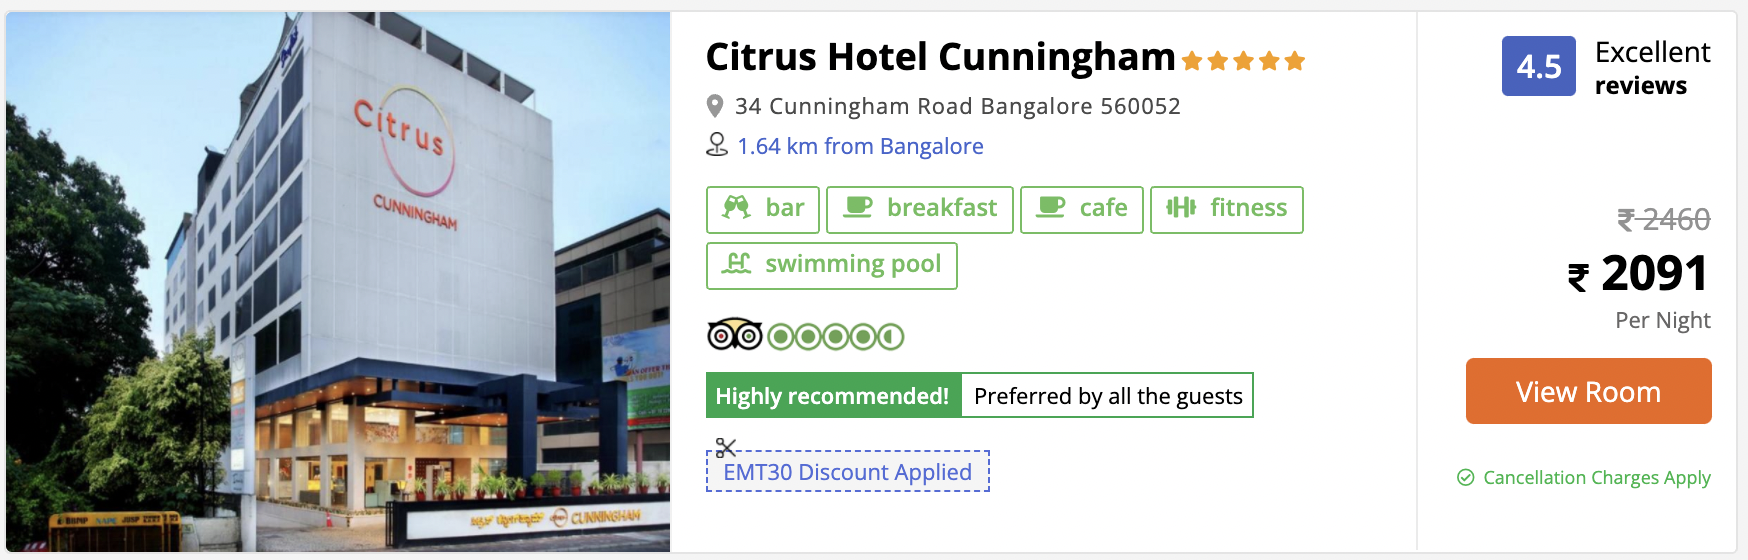 Citrus
CUNNINGHAM
CUNNINGHAM
Citrus Hotel Cunningham
34 Cunningham Road Bangalore 560052
1.64 km from Bangalore
bar
breakfast
cafe
fitness
swimming pool
Highly recommended! Preferred by all the guests
EMT30 Discount Applied
4.5
Excellent
reviews
₹ 2460
₹ 2091
Per Night
View Room
Cancellation Charges Apply